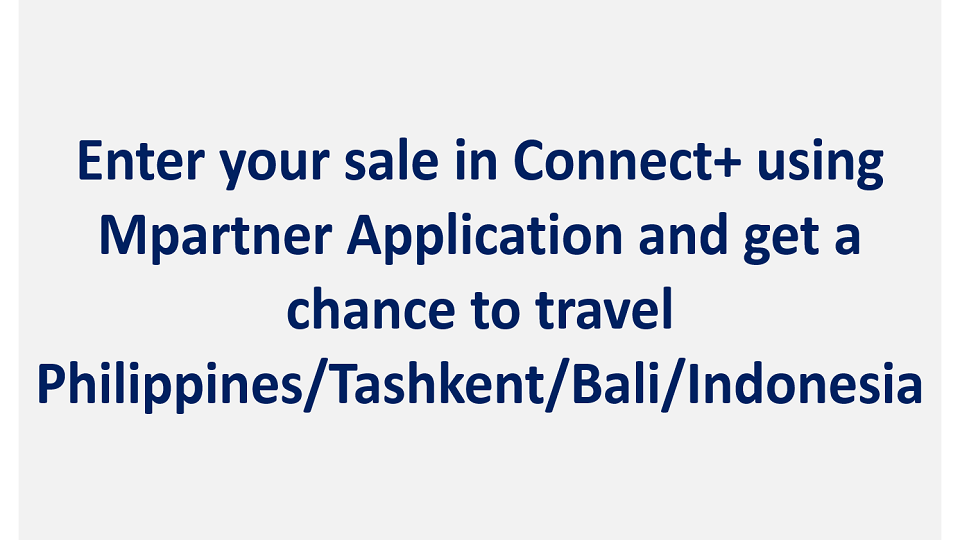 Enter your sale in Connect+ using
Mpartner Application and get a
chance to travel
Philippines/Tashkent/Bali/Indonesia